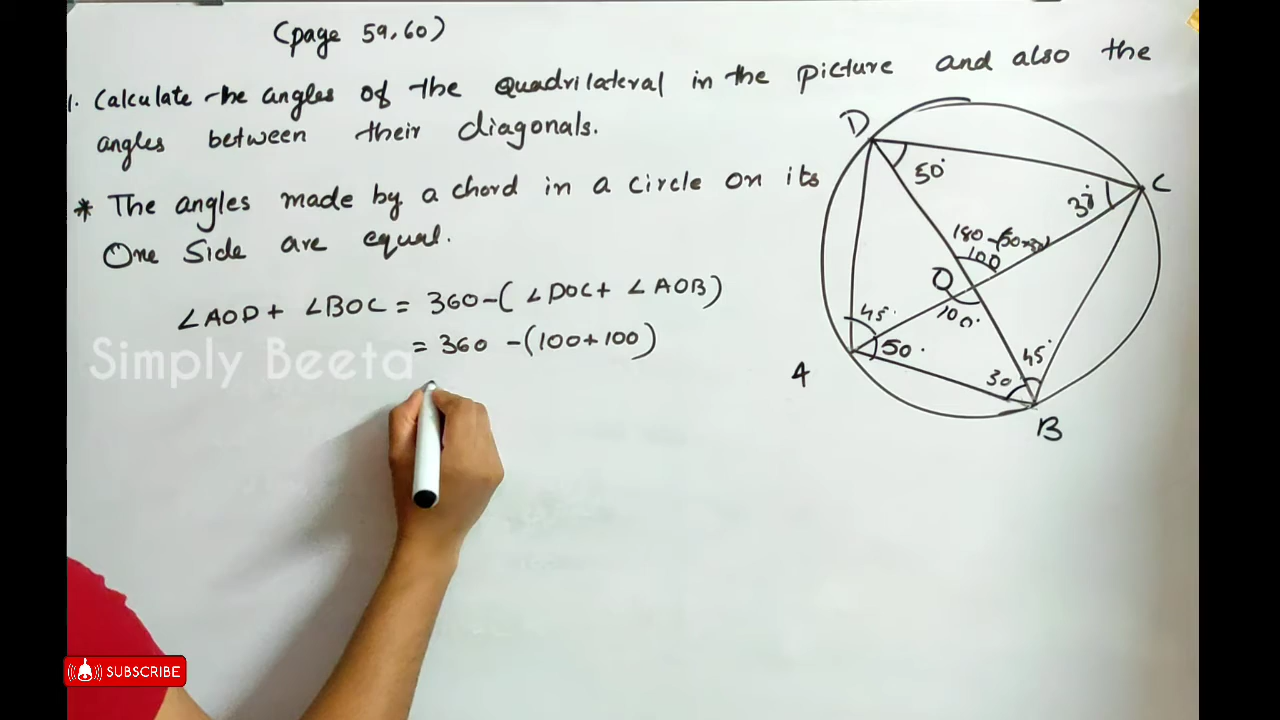 (page 59,60)
1. Calculate the angles of the Quadrilateral in the picture and also the
angles between their diagonals.
* The angles made by a chord in a circle on its
One Side are equal.
∠AOD + ∠BOC = 360 - ( ∠DOC + ∠AOB )
= 360 - (100+100)
Simply Beeta
D
50°
C
30°
180-(50+30)
100
O
100°
45°
50°
45°
30
A
B
SUBSCRIBE